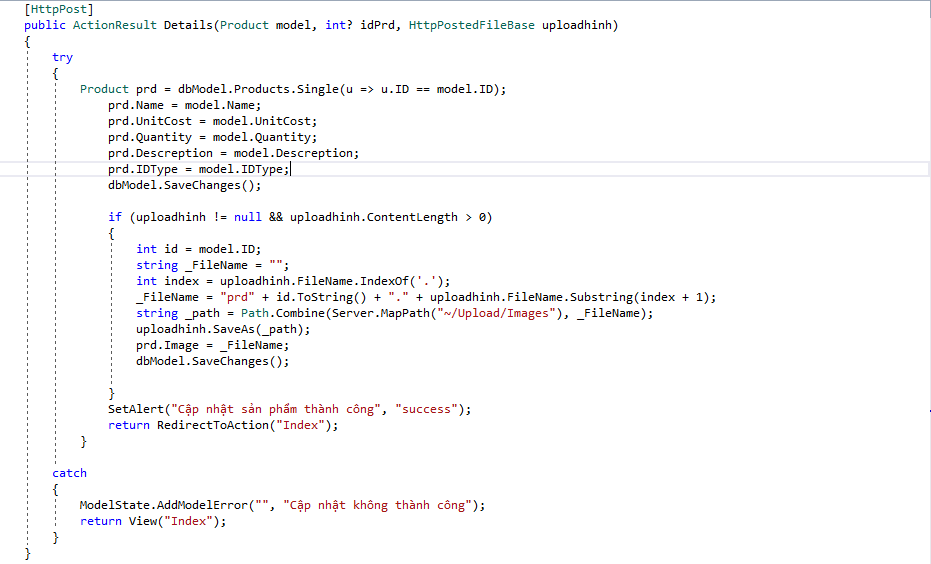 [HttpPost]
public ActionResult Details(Product model, int? idPrd, HttpPostedFileBase uploadhinh)
{
try
{
Product prd = dbModel.Products.Single(u => u.ID == model.ID);
prd.Name = model.Name;
prd.UnitCost = model.UnitCost;
prd.Quantity = model.Quantity;
prd.Descreption = model.Descreption;
prd.IDType = model.IDType;
dbModel.SaveChanges();
if (uploadhinh != null && uploadhinh.ContentLength > 0)
{
int id = model.ID;
string _FileName = "";
int index = uploadhinh.FileName.IndexOf('.');
_FileName = "prd" + id.ToString() + "." + uploadhinh.FileName.Substring(index + 1);
string _path = Path.Combine(Server.MapPath("~/Upload/Images"), _FileName);
uploadhinh.SaveAs(_path);
prd.Image = _FileName;
dbModel.SaveChanges();
}
SetAlert("Cập nhật sản phẩm thành công", "success");
return RedirectToAction("Index");
}
catch
{
ModelState.AddModelError("", "Cập nhật không thành công");
return View("Index");
}
}